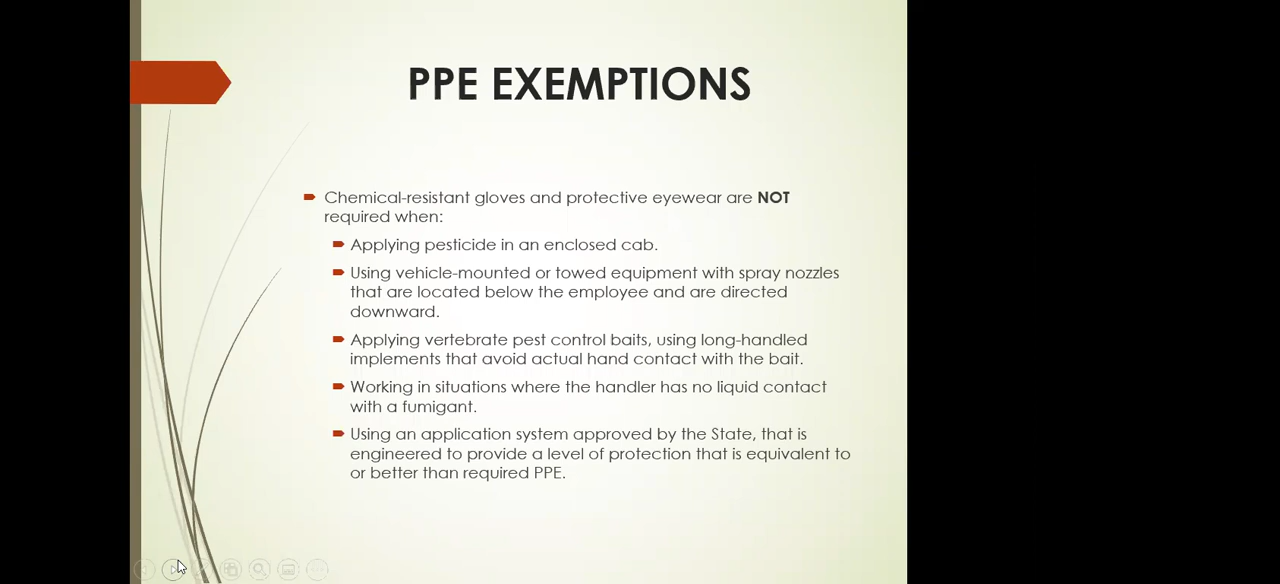 PPE EXEMPTIONS
Chemical-resistant gloves and protective eyewear are NOT
required when:
Applying pesticide in an enclosed cab.
Using vehicle-mounted or towed equipment with spray nozzles
that are located below the employee and are directed
downward.
Applying vertebrate pest control baits, using long-handled
implements that avoid actual hand contact with the bait.
Working in situations where the handler has no liquid contact
with a fumigant.
Using an application system approved by the State, that is
engineered to provide a level of protection that is equivalent to
or better than required PPE.